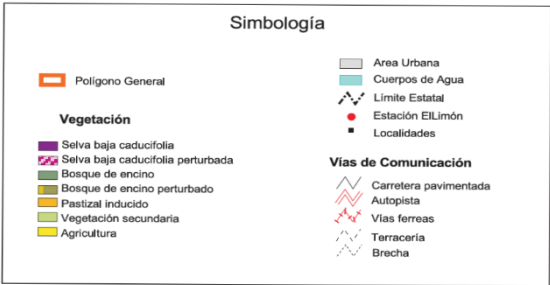 Simbología
Polígono General
Vegetación
Selva baja caducifolia
Selva baja caducifolia perturbada
Bosque de encino
Bosque de encino perturbado
Pastizal inducido
Vegetación secundaria
Agricultura
Area Urbana
Cuerpos de Agua
Límite Estatal
Estación ElLimón
Localidades
Vías de Comunicación
Carretera pavimentada
Autopista
Vías ferreas
Terracería
Brecha